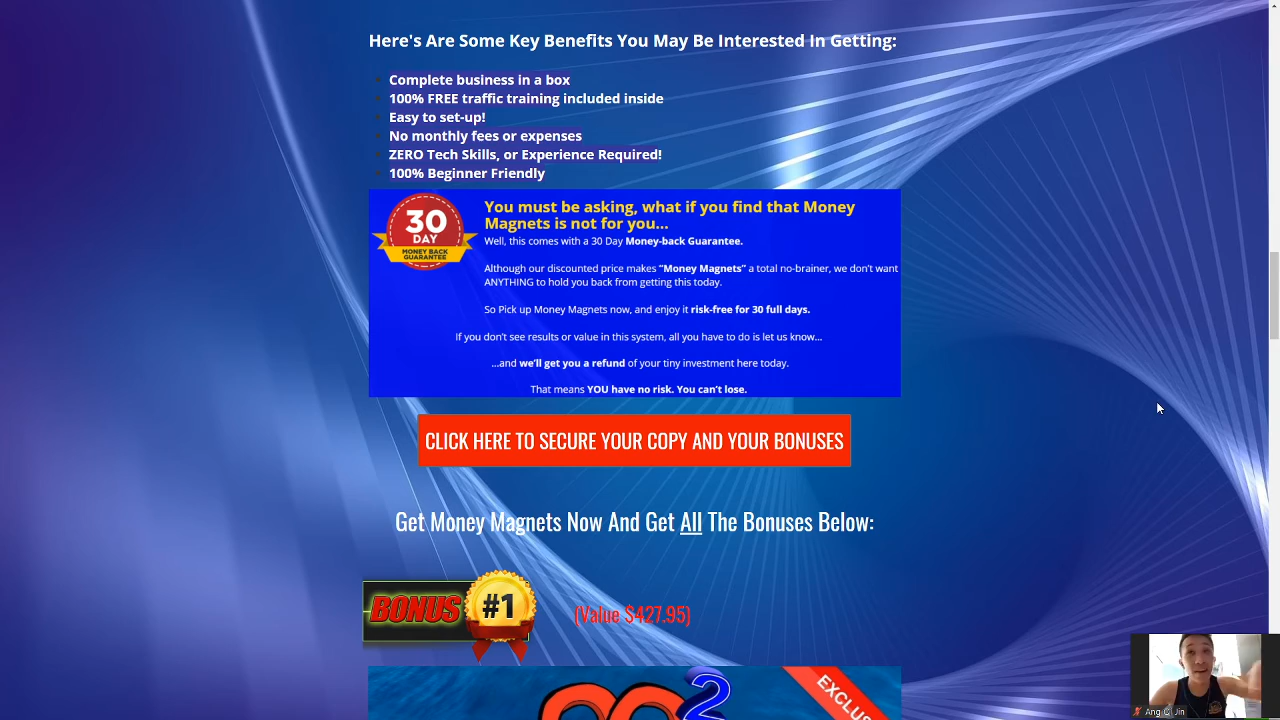 Here's Are Some Key Benefits You May Be Interested In Getting:
Complete business in a box
100% FREE traffic training included inside
Easy to set-up!
No monthly fees or expenses
ZERO Tech Skills, or Experience Required!
100% Beginner Friendly
30
DAY
MONEY BACK
GUARANTEE
You must be asking, what if you find that Money
Magnets is not for you...
Well, this comes with a 30 Day Money-back Guarantee.
Although our discounted price makes "Money Magnets" a total no-brainer, we don't want
ANYTHING to hold you back from getting this today.
So Pick up Money Magnets now, and enjoy it risk-free for 30 full days.
If you don't see results or value in this system, all you have to do is let us know...
...and we'll get you a refund of your tiny investment here today.
That means YOU have no risk. You can't lose.
CLICK HERE TO SECURE YOUR COPY AND YOUR BONUSES
Get Money Magnets Now And Get All The Bonuses Below:
BONUS #1
(Value $427.95)